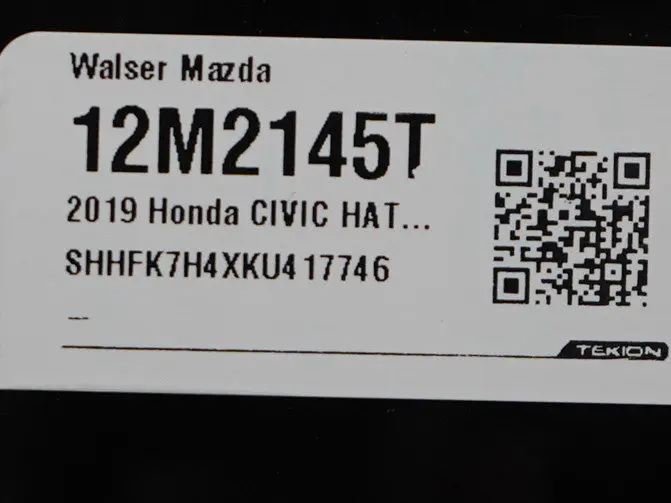 Walser Mazda
12M2145T
2019 Honda CIVIC HAT...
SHHFK7H4XKU417746
_
TEKION